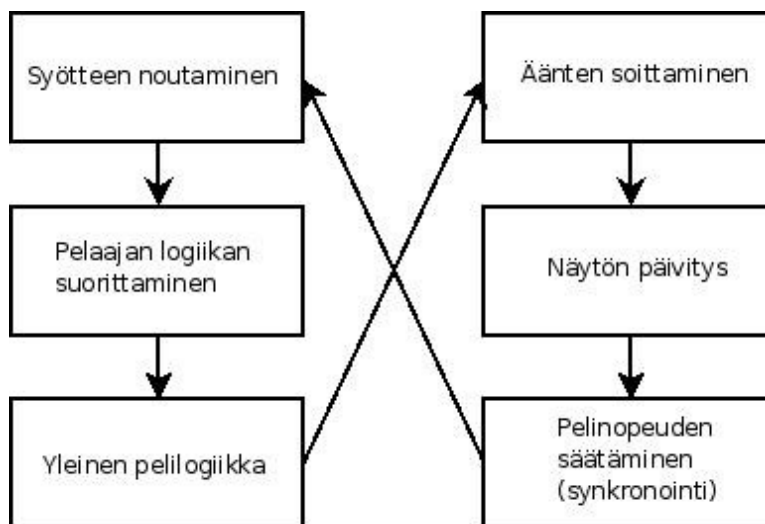 Syötteen noutaminen
Pelaajan logiikan
suorittaminen
Yleinen pelilogiikka
Äänten soittaminen
Näytön päivitys
Pelinopeuden
säätäminen
(synkronointi)